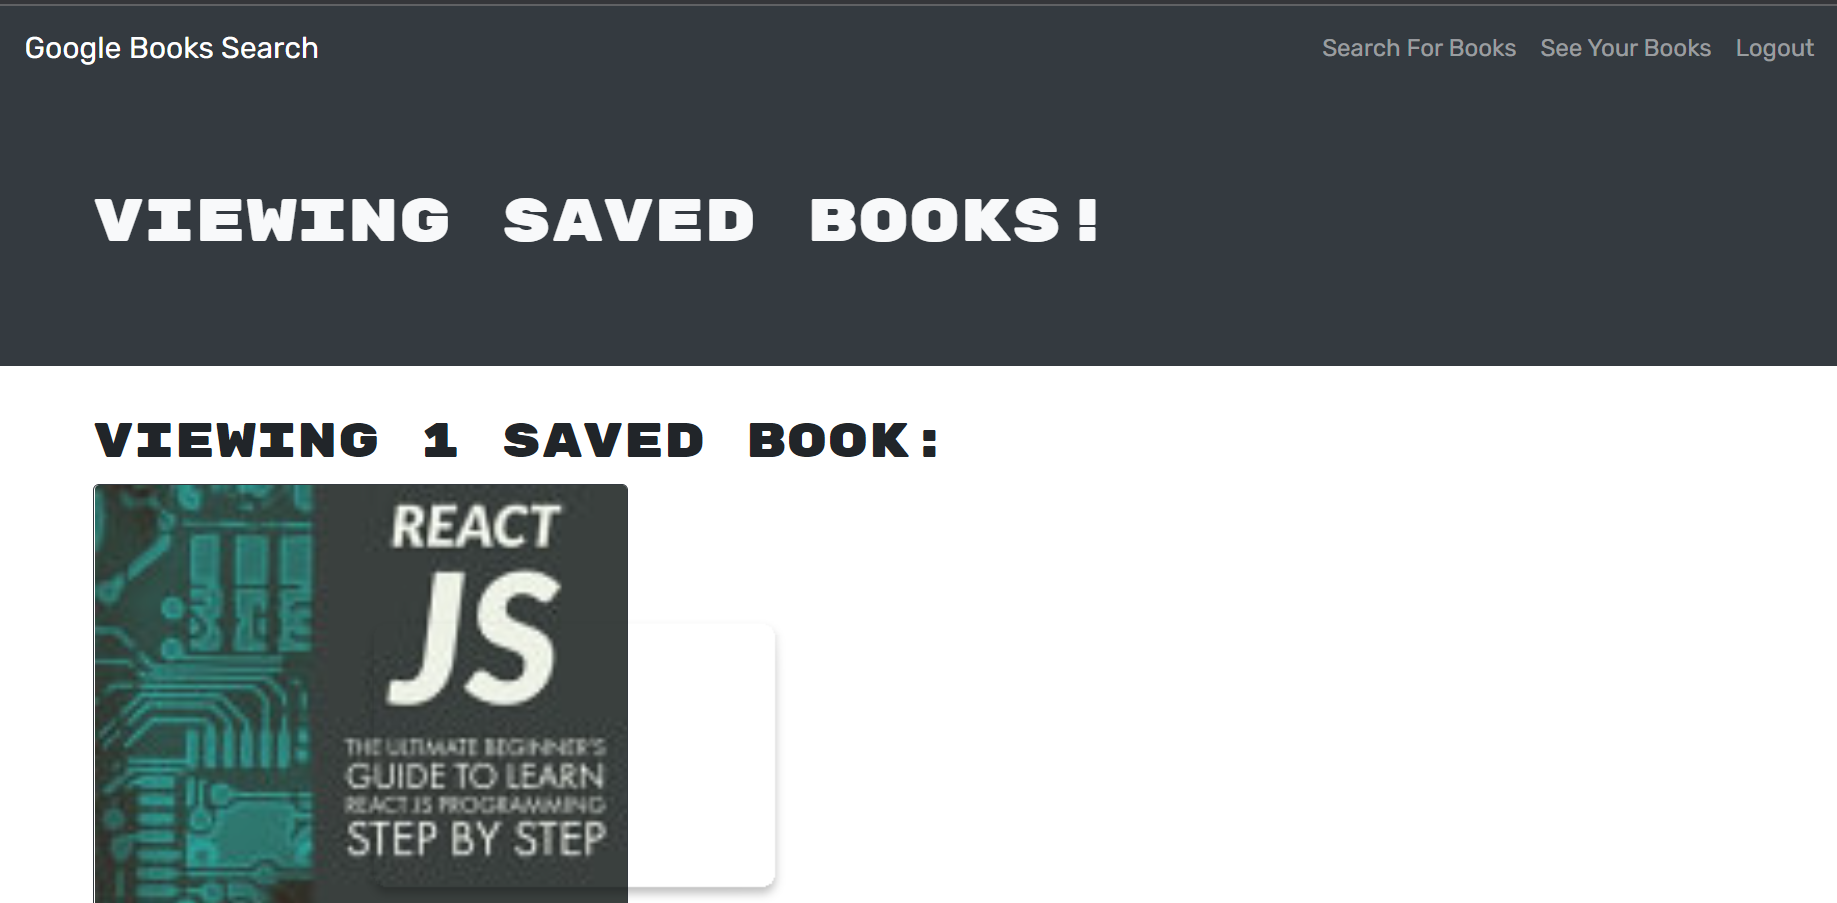 Google Books Search
Search For Books
See Your Books
Logout
VIEWING SAVED BOOKS!
VIEWING 1 SAVED BOOK:
REACT
JS
THE ULTIMATE BEGINNER'S
GUIDE TO LEARN
REACT JS PROGRAMMING
STEP BY STEP